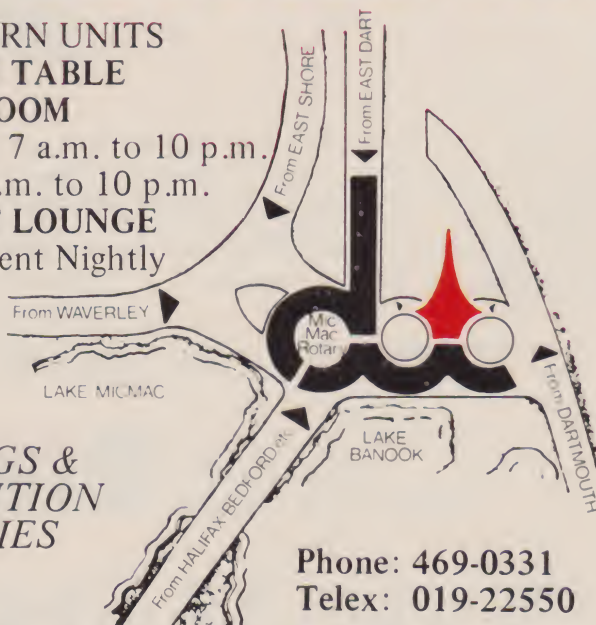 RN UNITS
TABLE
OOM
7 a.m. to 10 p.m.
.m. to 10 p.m.
LOUNGE
ent Nightly
From EAST SHORE
From EAST DART
From WAVERLEY
Mic
Mac
Rotary
LAKE MICMAC
LAKE
BANOOK
From DARTMOUTH
From HALIFAX BEDFORD
GS &
TION
IES
Phone: 469-0331
Telex: 019-22550